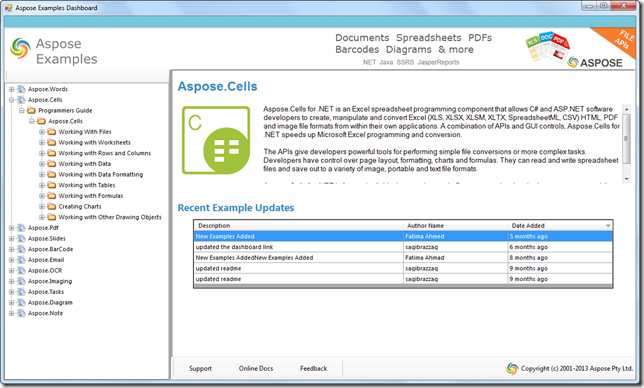 Aspose Examples Dashboard
Aspose
Examples
Documents Spreadsheets PDFs
Barcodes Diagrams & more
.NET Java SSRS JasperReports
XLS DOC PDF
FILE
APIs
ASPOSE
Aspose.Words
Aspose.Cells
Programmers Guide
Aspose.Cells
Working With Files
Working with Worksheets
Working with Rows and Columns
Working with Data
Working with Data Formatting
Working with Tables
Working with Formulas
Creating Charts
Working with Other Drawing Objects
Aspose.Pdf
Aspose.Slides
Aspose.BarCode
Aspose.Email
Aspose.OCR
Aspose.Imaging
Aspose.Tasks
Aspose.Diagram
Aspose.Note
Aspose.Cells
C
Aspose.Cells for .NET is an Excel spreadsheet programming component that allows C# and ASP.NET software
developers to create, manipulate and convert Excel (XLS, XLSX, XLSM, XLTX, SpreadsheetML, CSV) HTML, PDF
and image file formats from within their own applications. A combination of APIs and GUI controls, Aspose.Cells for
.NET speeds up Microsoft Excel programming and conversion.
The APIs give developers powerful tools for performing simple file conversions or more complex tasks.
Developers have control over page layout, formatting, charts and formulas. They can read and write spreadsheet
files and save out to a variety of image, portable and text file formats.
Recent Example Updates
Description Author Name Date Added
New Examples Added Fatima Ahmed 5 months ago
updated the dashboard link saqibrazzaq 6 months ago
New Examples AddedNew Examples Added Fatima Ahmad 8 months ago
updated readme saqibrazzaq 9 months ago
updated readme saqibrazzaq 9 months ago
Support Online Docs Feedback
Copyright (c) 2001-2013 Aspose Pty Ltd.